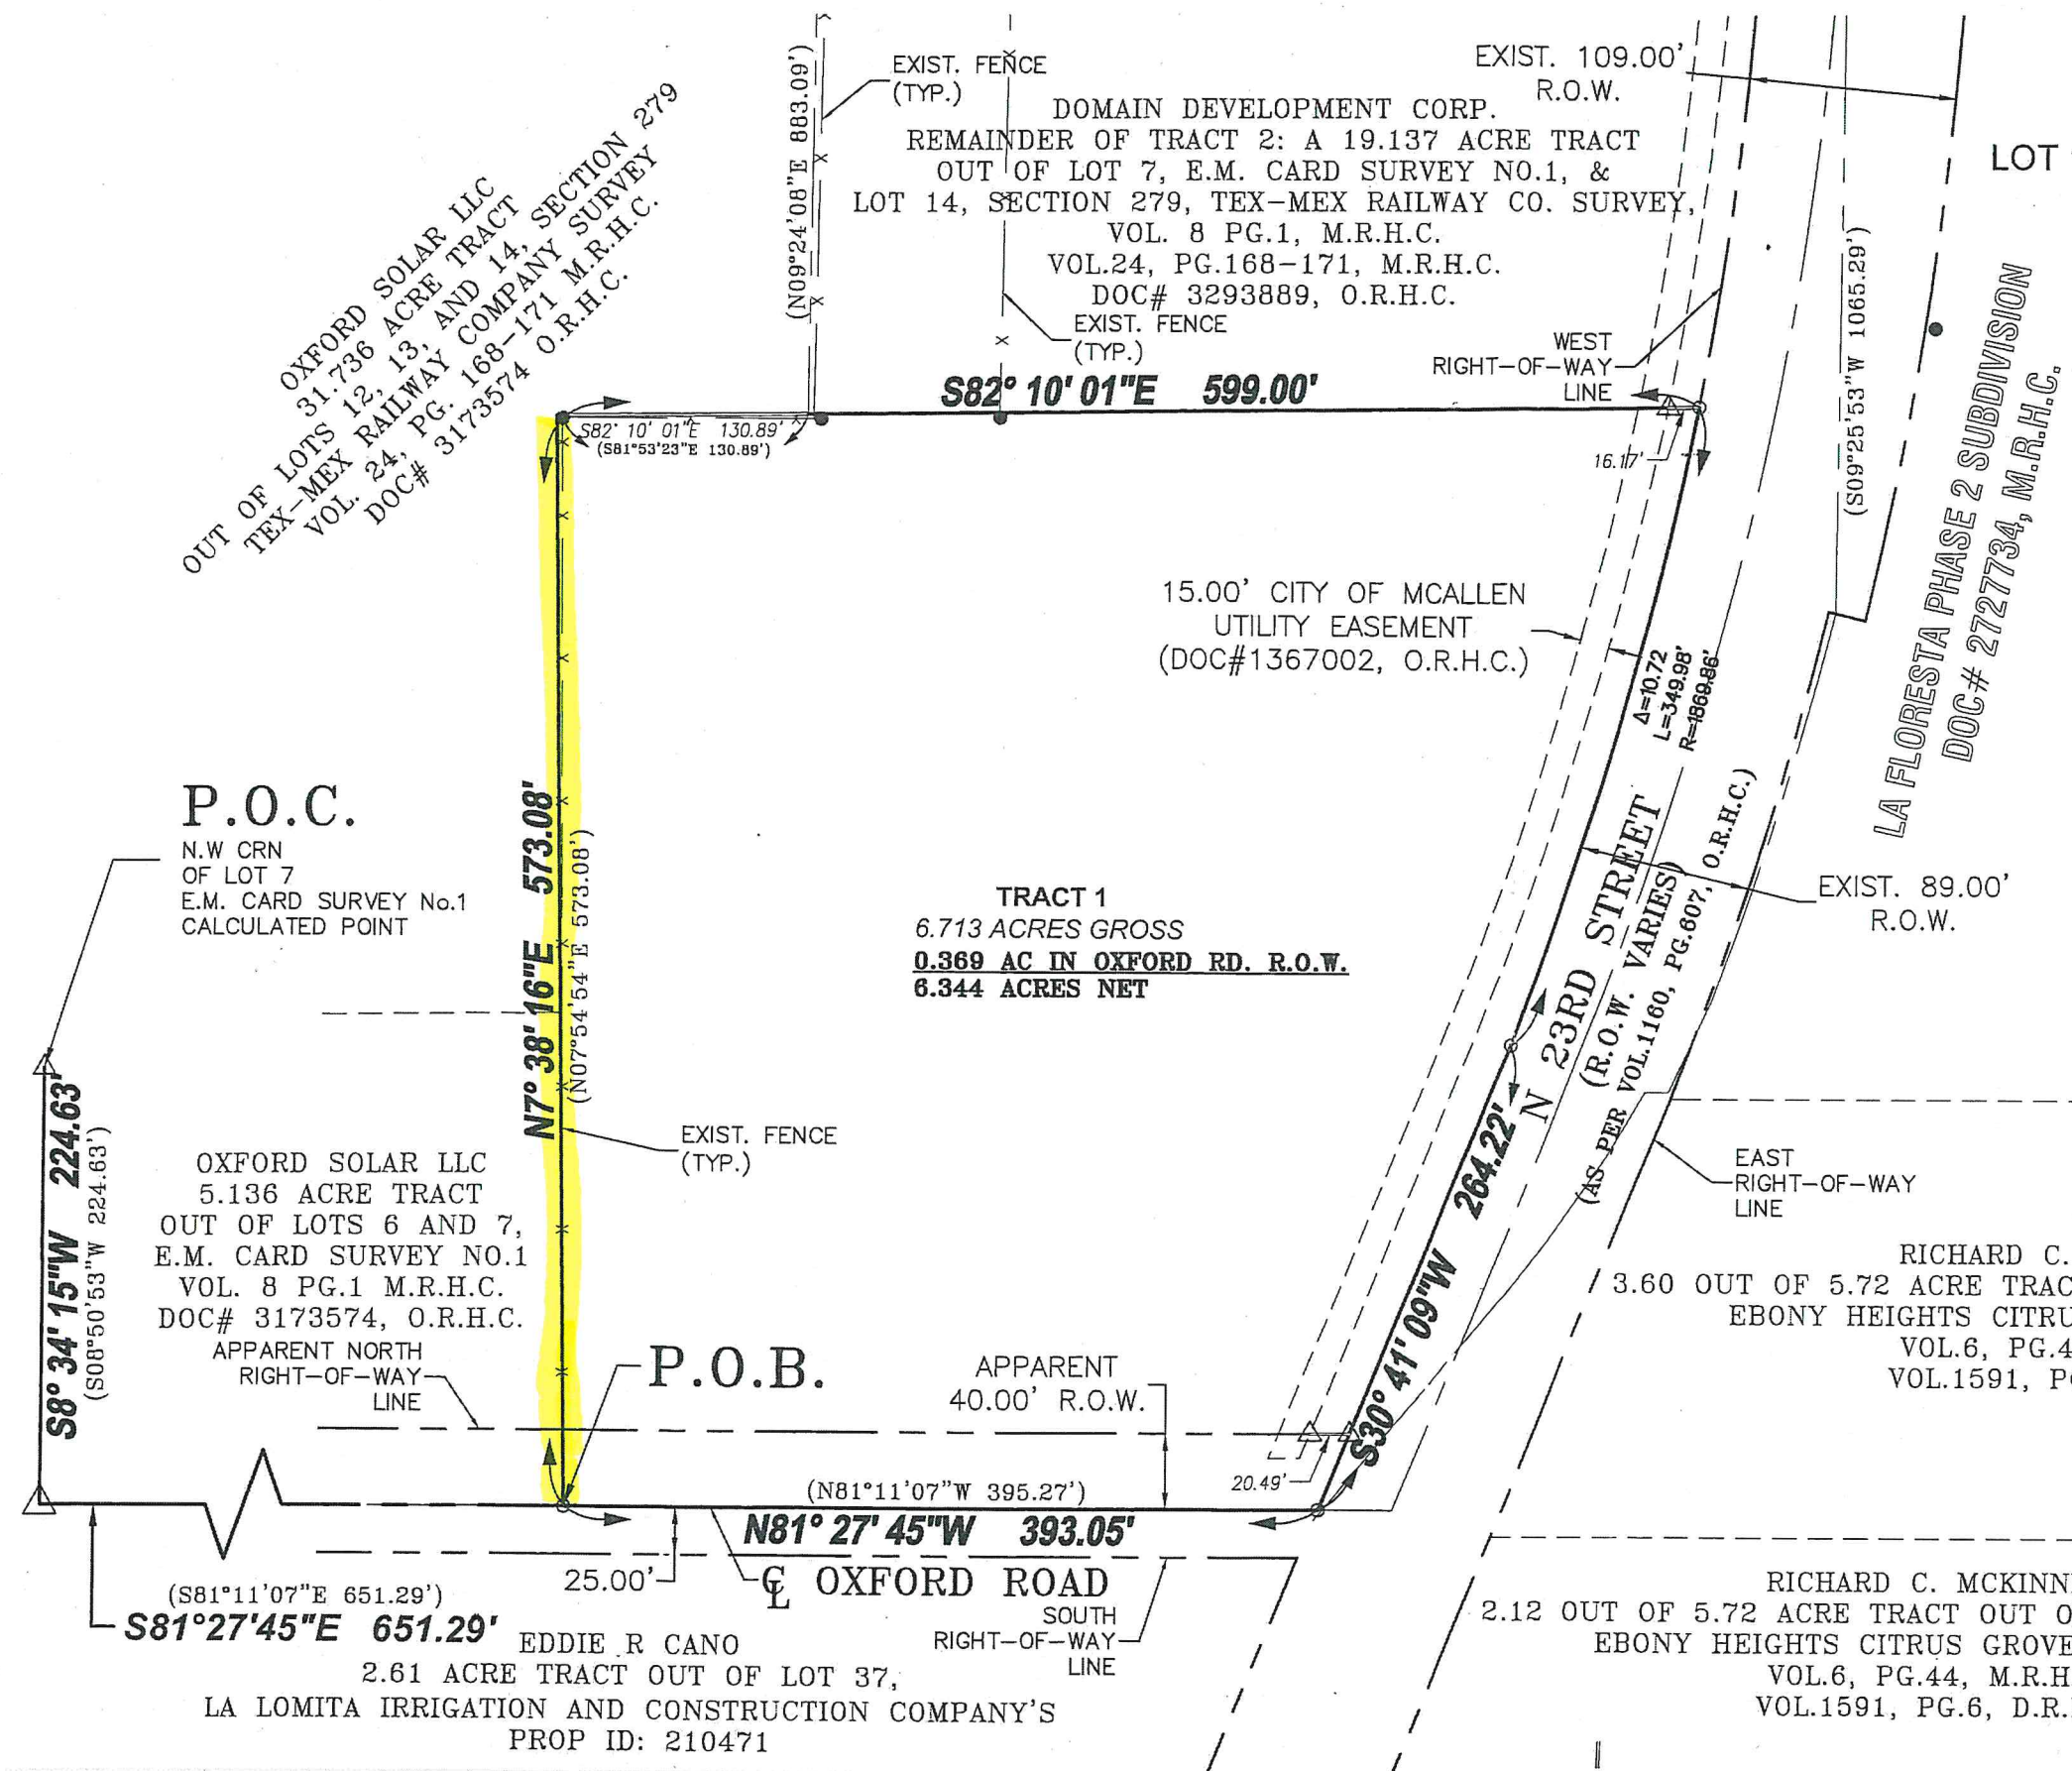 EXIST. FENCE
(TYP.)
(N09°24'08"E 883.09')
EXIST. 109.00'
R.O.W.
DOMAIN DEVELOPMENT CORP.
REMAINDER OF TRACT 2: A 19.137 ACRE TRACT
OUT OF LOT 7, E.M. CARD SURVEY NO.1, &
LOT 14, SECTION 279, TEX-MEX RAILWAY CO. SURVEY,
VOL. 8 PG.1, M.R.H.C.
VOL.24, PG.168-171, M.R.H.C.
DOC# 3293889, O.R.H.C.
LOT
OXFORD SOLAR LLC
31.736 ACRE TRACT
OUT OF LOTS 12, 13, AND 14, SECTION 279
TEX-MEX RAILWAY COMPANY SURVEY
VOL. 24, PG. 168-171 M.R.H.C.
DOC# 3173574 O.R.H.C.
EXIST. FENCE
(TYP.)
WEST
RIGHT-OF-WAY
LINE
(S09°25'53"W 1065.29')
LA FLORESTA PHASE 2 SUBDIVISION
DOC# 2727734, M.R.H.C.
S82° 10' 01"E 599.00'
S82° 10' 01"E 130.89'
(S81°53'23"E 130.89')
16.17'
15.00' CITY OF MCALLEN
UTILITY EASEMENT
(DOC#1367002, O.R.H.C.)
Δ=10.72
L=349.98'
R=1869.86'
P.O.C.
N.W CRN
OF LOT 7
E.M. CARD SURVEY No.1
CALCULATED POINT
N7° 38' 16"E 573.08'
(N07°54'54"E 573.08')
TRACT 1
6.713 ACRES GROSS
0.369 AC IN OXFORD RD. R.O.W.
6.344 ACRES NET
N 23RD STREET
(R.O.W. VARIES)
(AS PER VOL.1160, PG.607, O.R.H.C.)
EXIST. 89.00'
R.O.W.
S8° 34' 15"W 224.63'
(S08°50'53"W 224.63')
EXIST. FENCE
(TYP.)
OXFORD SOLAR LLC
5.136 ACRE TRACT
OUT OF LOTS 6 AND 7,
E.M. CARD SURVEY NO.1
VOL. 8 PG.1 M.R.H.C.
DOC# 3173574, O.R.H.C.
APPARENT NORTH
RIGHT-OF-WAY
LINE
P.O.B.
APPARENT
40.00' R.O.W.
S30° 41' 09"W 264.22'
EAST
RIGHT-OF-WAY
LINE
RICHARD C.
3.60 OUT OF 5.72 ACRE TRAC
EBONY HEIGHTS CITRU
VOL.6, PG.4
VOL.1591, P
20.49'
(N81°11'07"W 395.27')
N81° 27' 45"W 393.05'
25.00'
℄ OXFORD ROAD
SOUTH
RIGHT-OF-WAY
LINE
(S81°11'07"E 651.29')
S81°27'45"E 651.29'
EDDIE R CANO
2.61 ACRE TRACT OUT OF LOT 37,
LA LOMITA IRRIGATION AND CONSTRUCTION COMPANY'S
PROP ID: 210471
RICHARD C. MCKINN
2.12 OUT OF 5.72 ACRE TRACT OUT O
EBONY HEIGHTS CITRUS GROVE
VOL.6, PG.44, M.R.H
VOL.1591, PG.6, D.R.